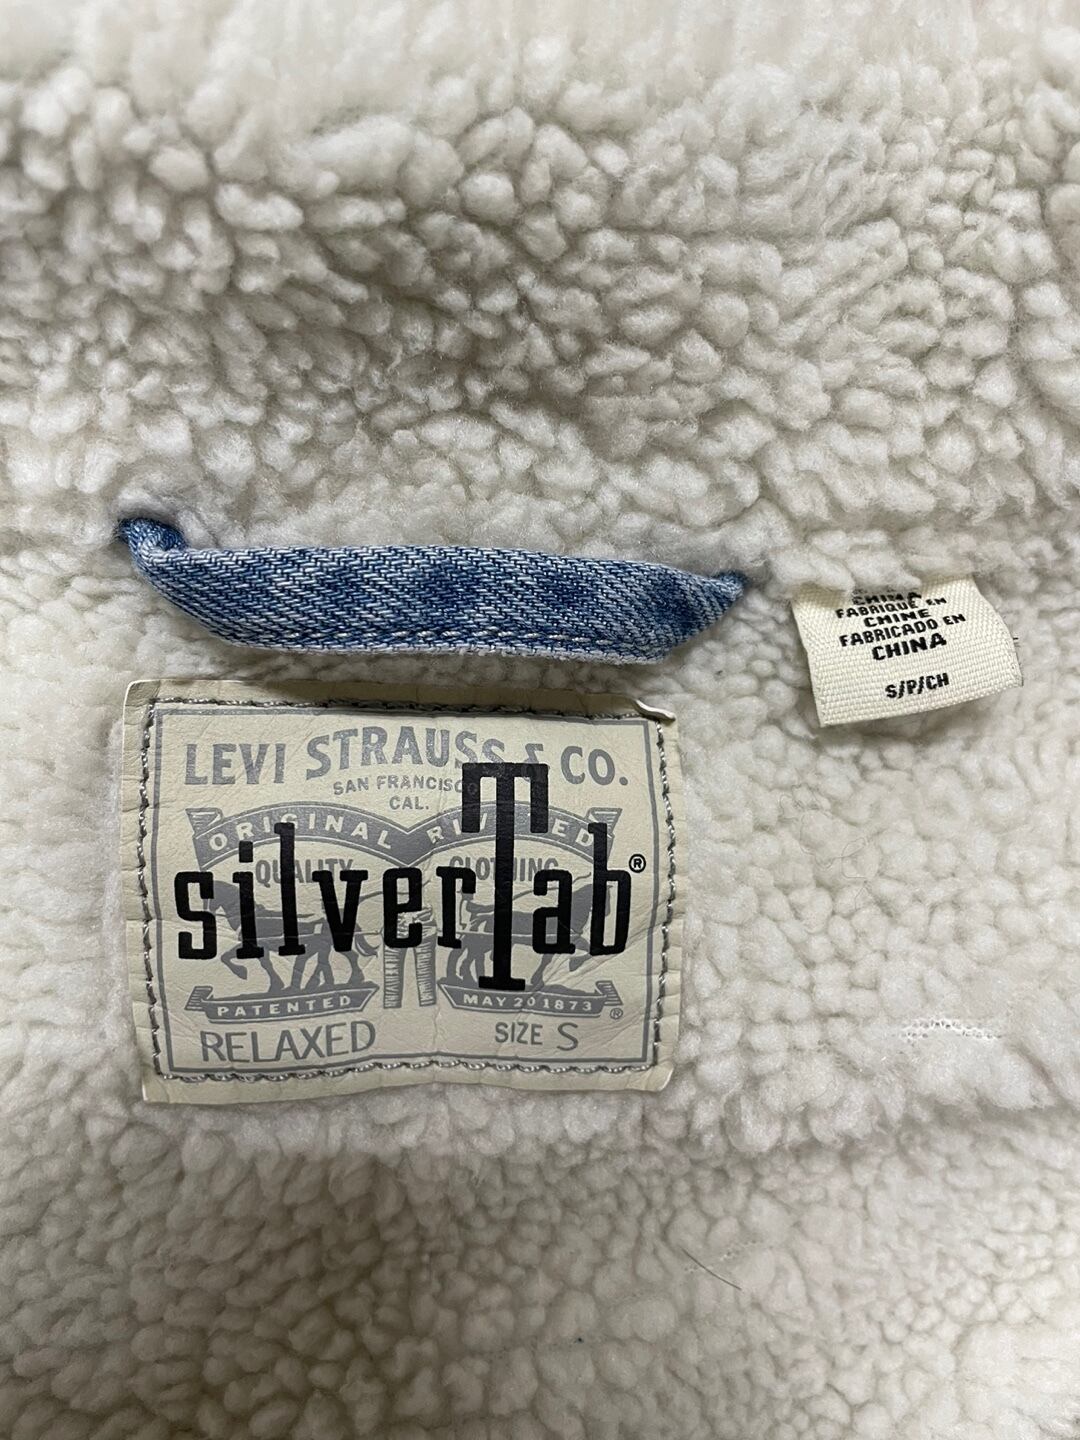 CHINA
FABRIQUE EN
CHINE
FABRICADO EN
CHINA
S/P/CH
LEVI STRAUSS & CO.
SAN FRANCISCO
CAL.
ORIGINAL RIVETED
QUALITY CLOTHING
silverTab®
PATENTED MAY 20 1873 ®
RELAXED SIZE S